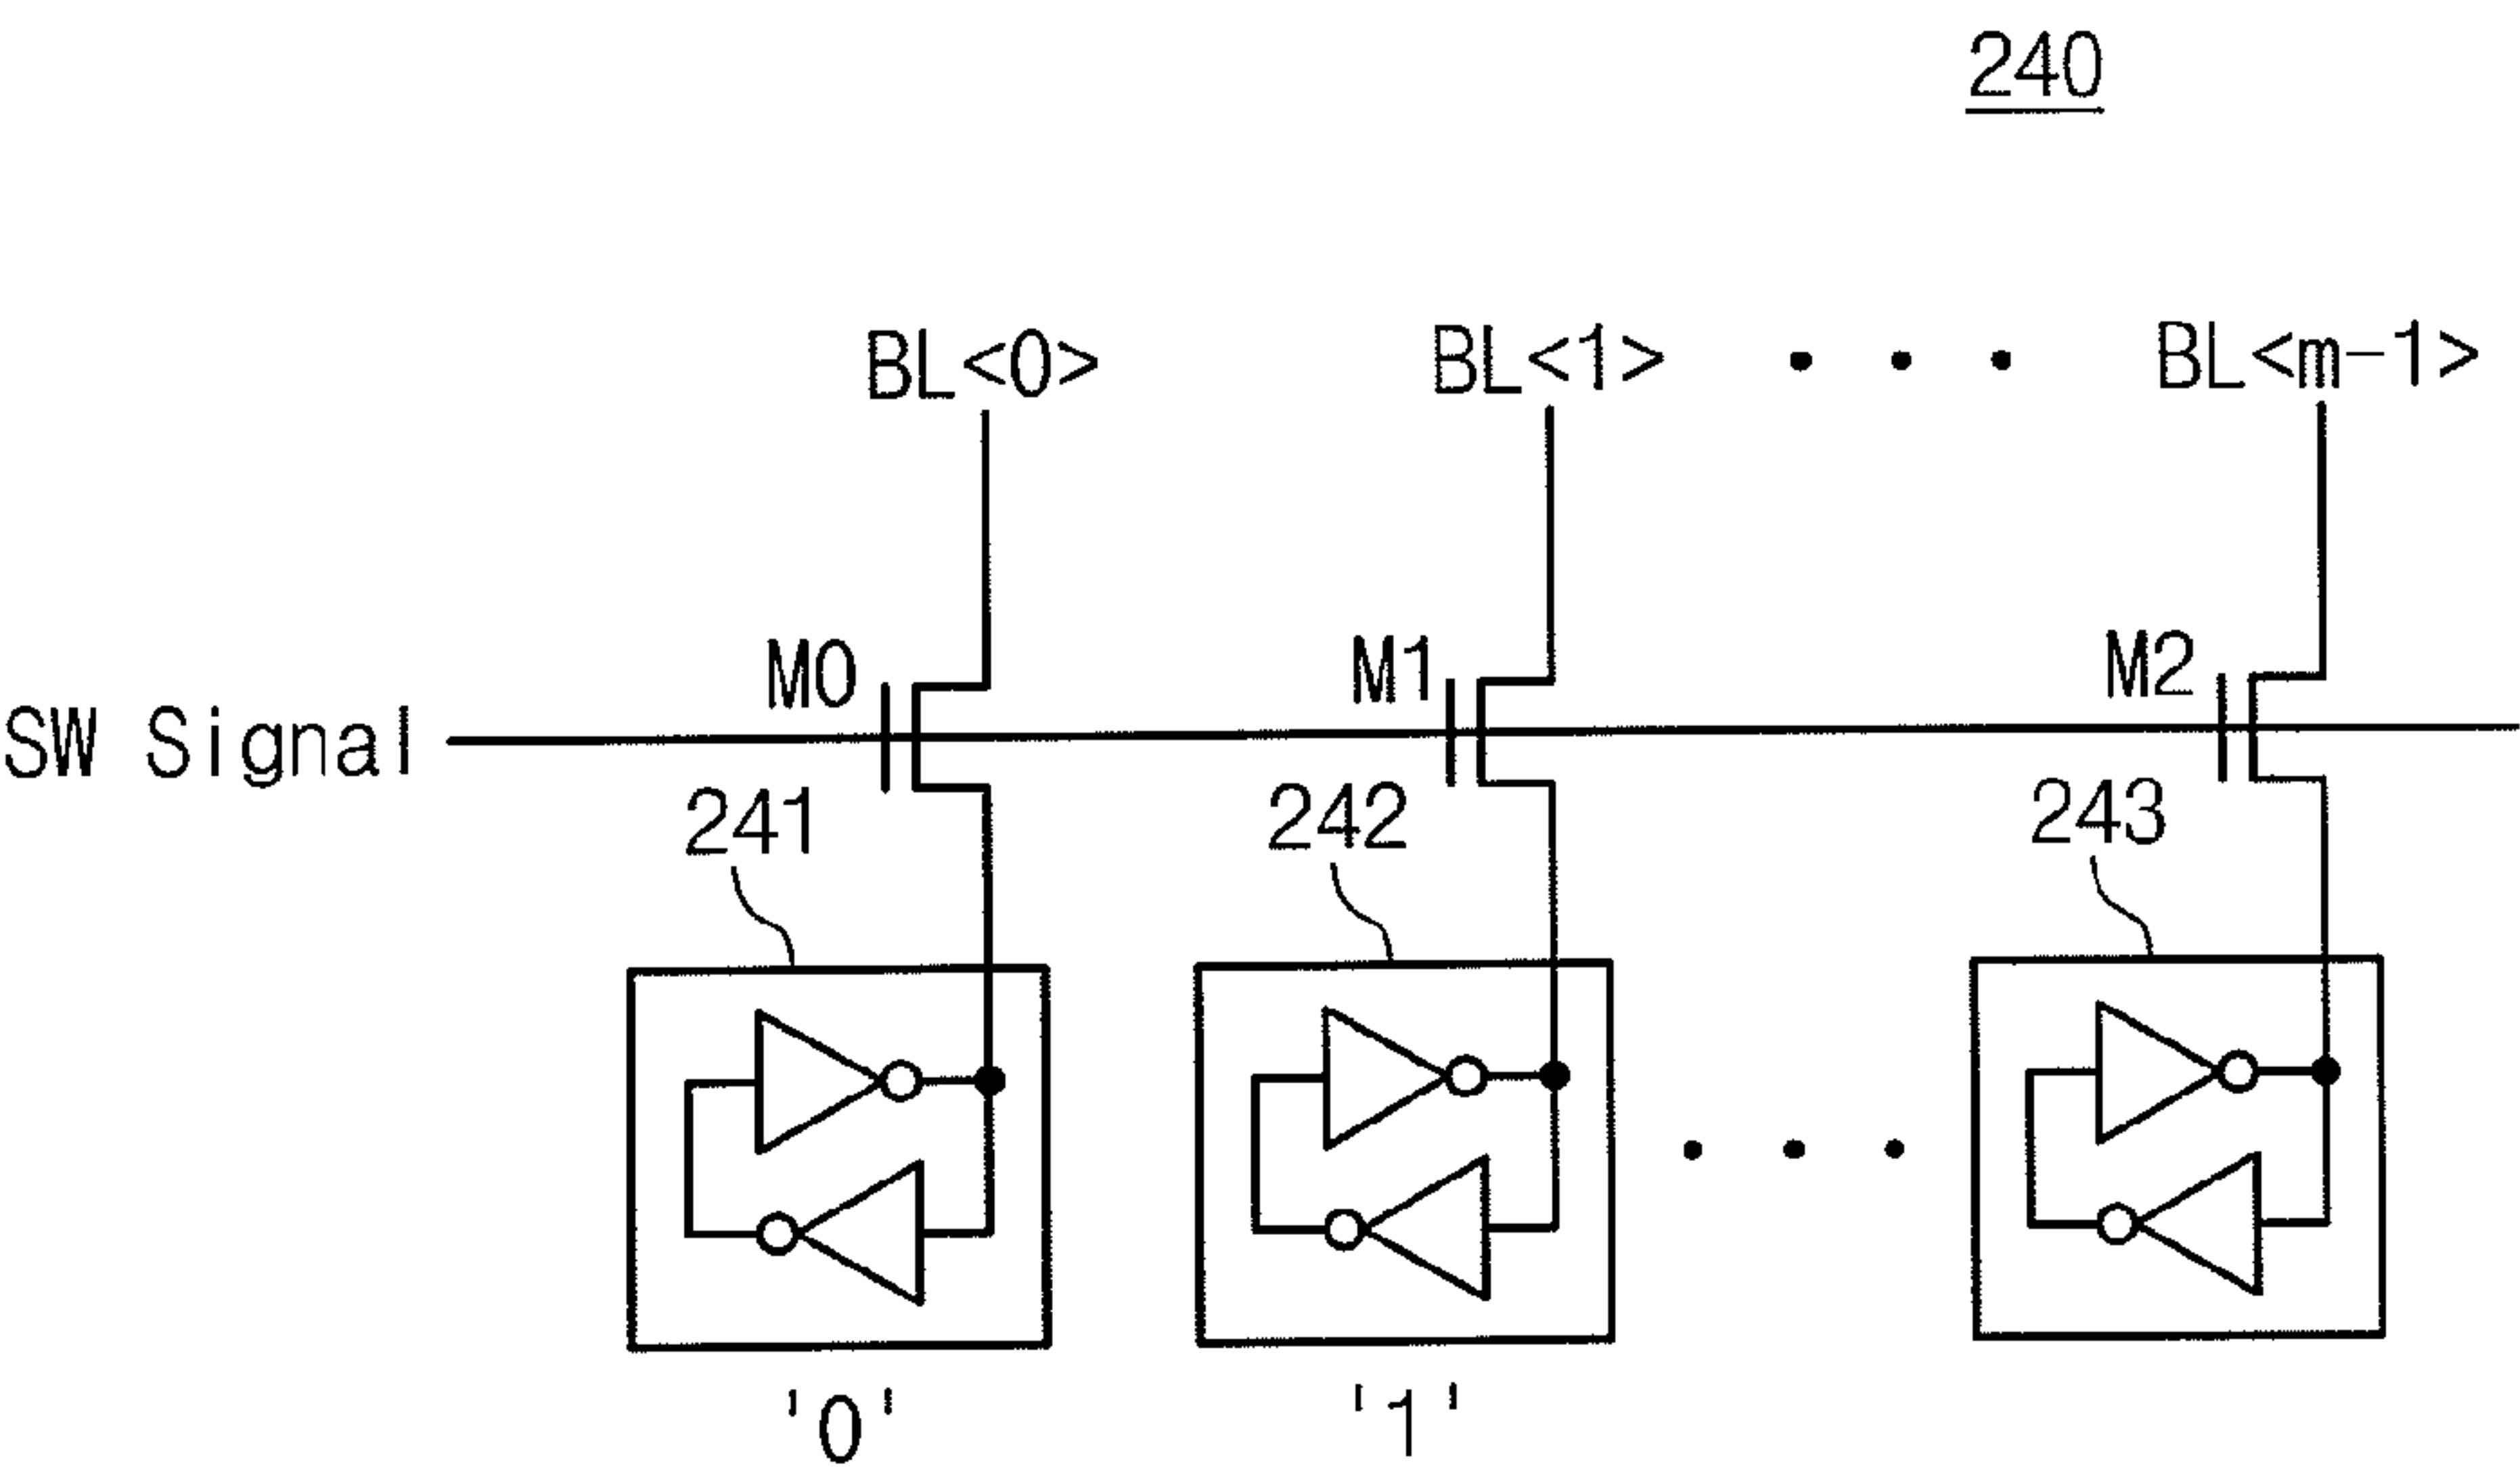 240
BL<0> BL<1> • • • BL<m-1>
M0 M1 M2
SW Signal
241 242 243
• • •
'0' '1'